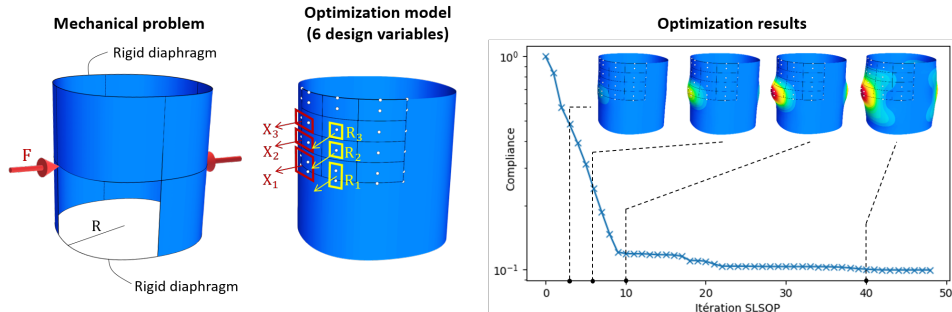 Mechanical problem
Rigid diaphragm
F
R
Rigid diaphragm
Optimization model
(6 design variables)
X3
X2
X1
R3
R2
R1
Optimization results
Compliance
10^0
10^-1
0
10
20
30
40
50
Itération SLSQP